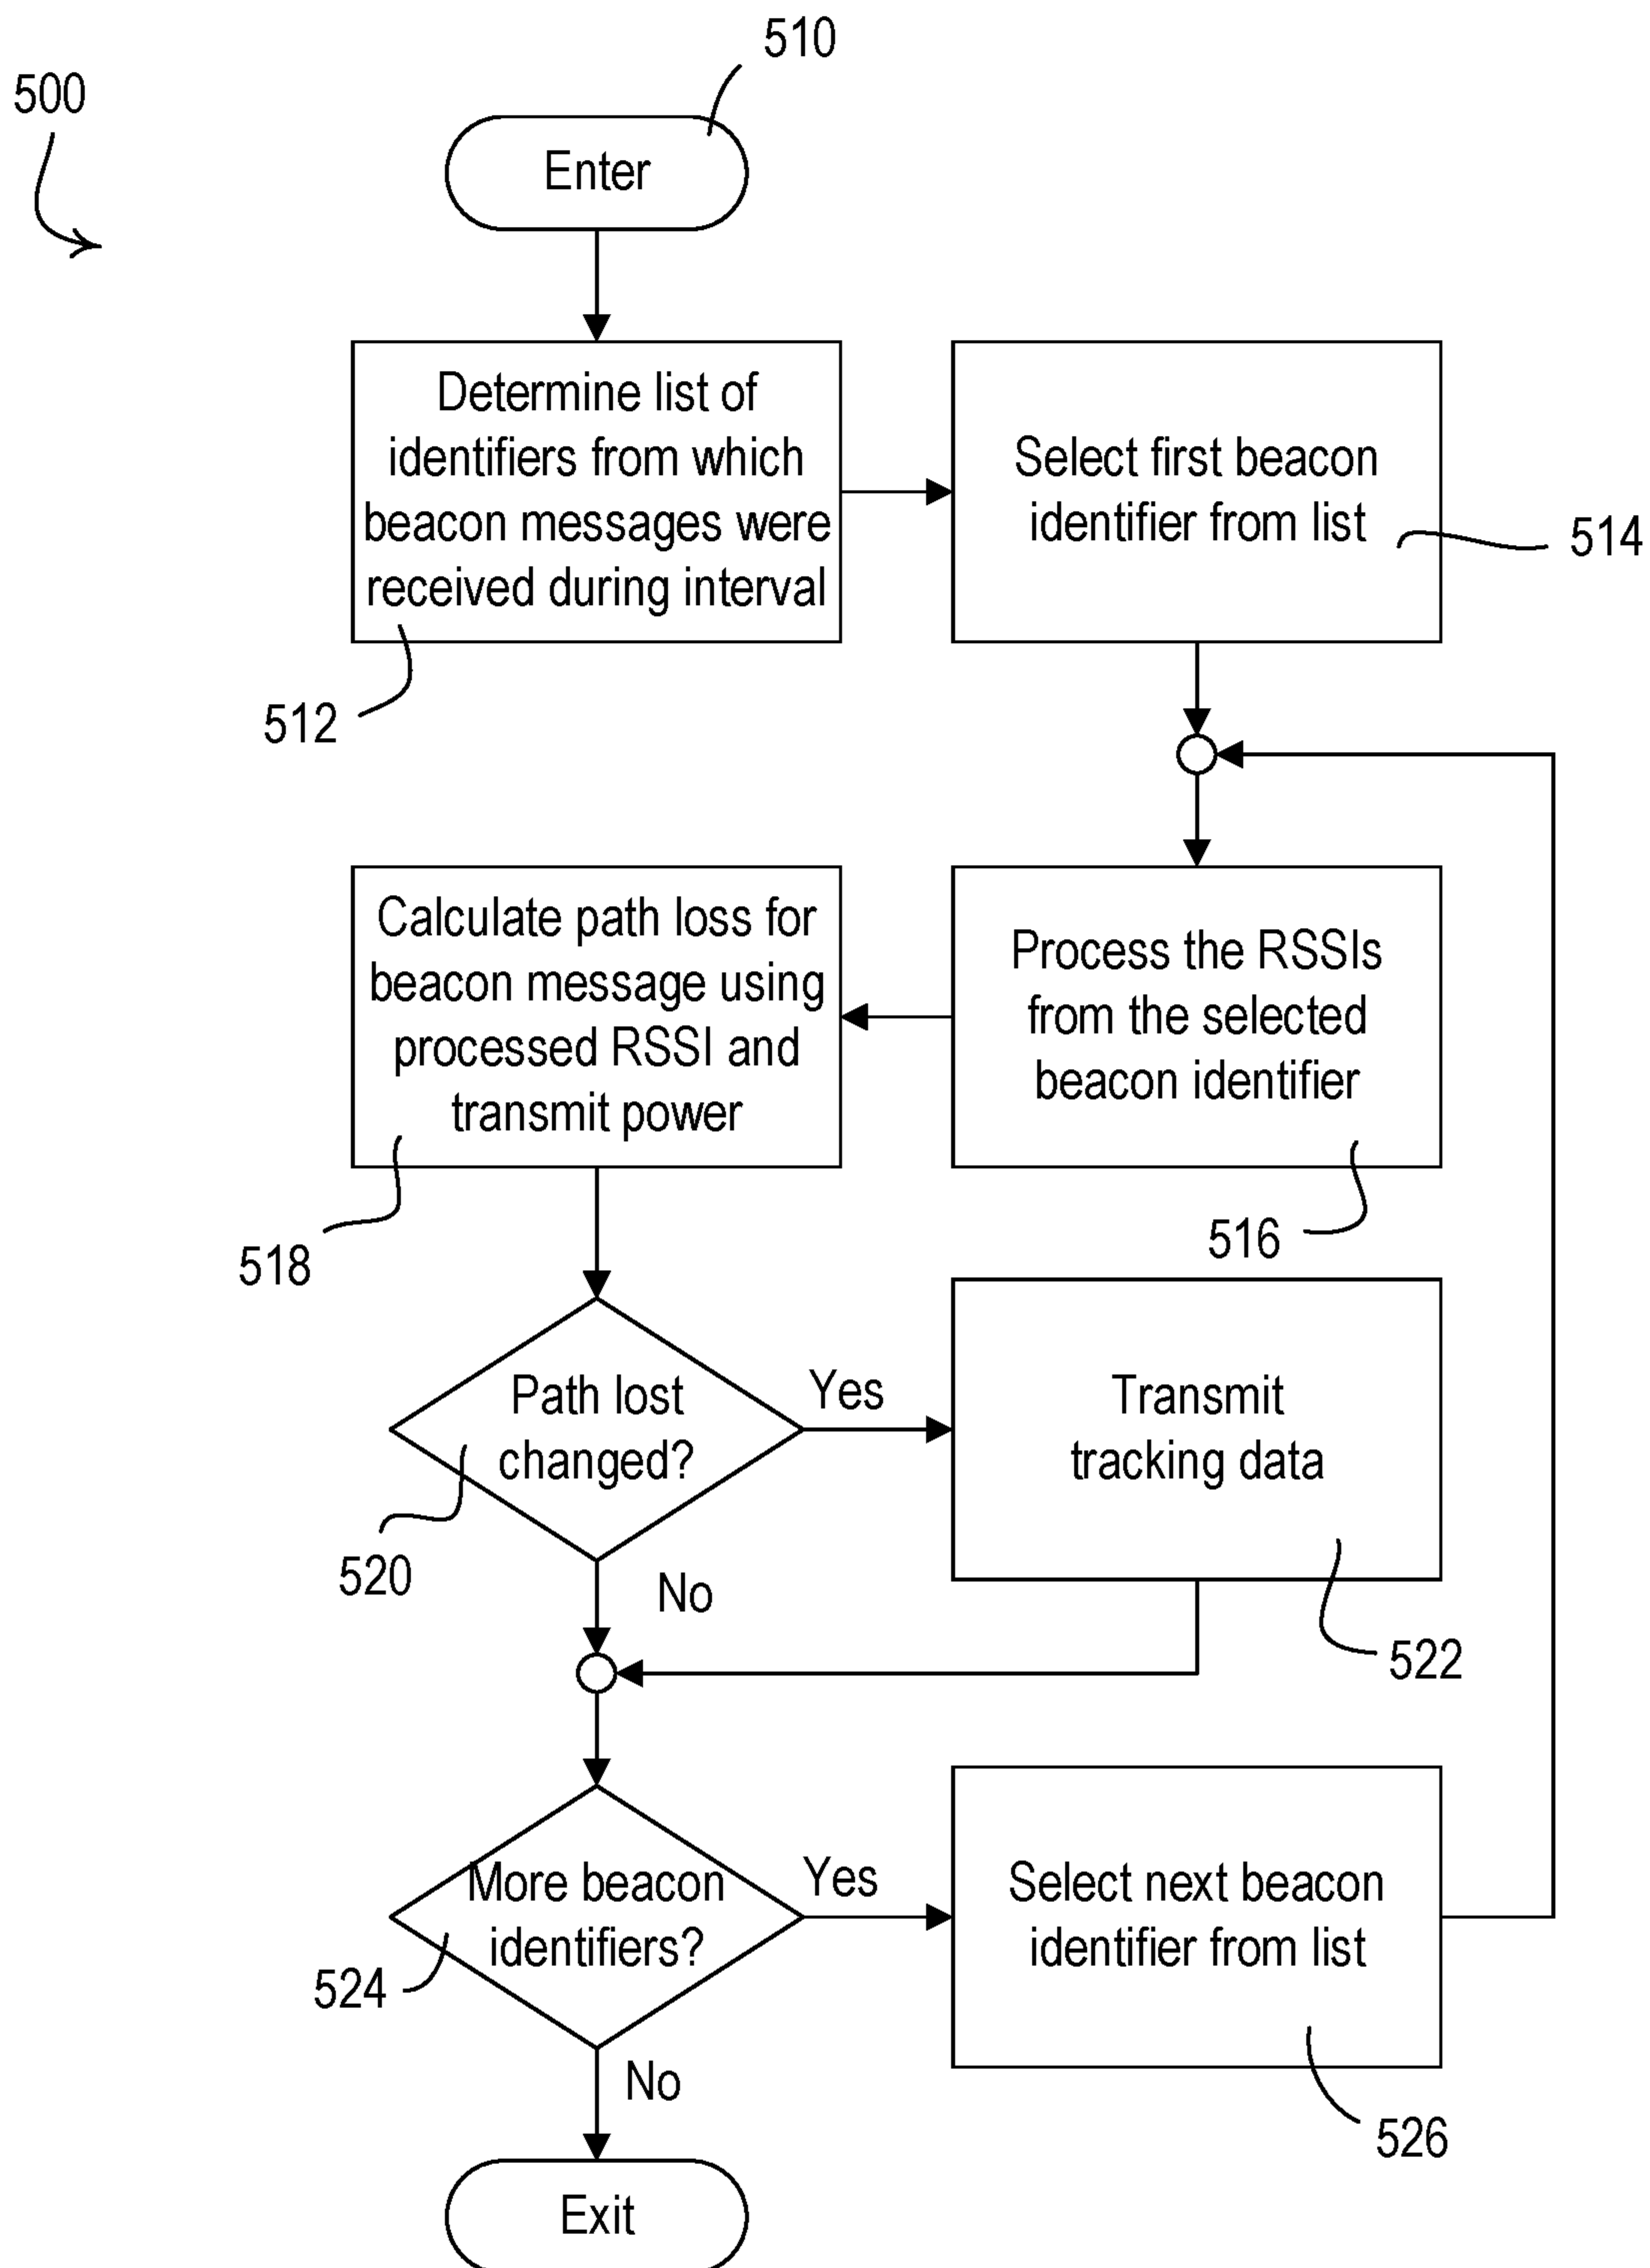 510
500
Enter
Determine list of
identifiers from which
beacon messages were
received during interval
512
Select first beacon
identifier from list
514
Calculate path loss for
beacon message using
processed RSSI and
transmit power
518
Process the RSSIs
from the selected
beacon identifier
516
Path lost
changed?
520
Yes
No
Transmit
tracking data
522
More beacon
identifiers?
524
Yes
No
Select next beacon
identifier from list
526
Exit